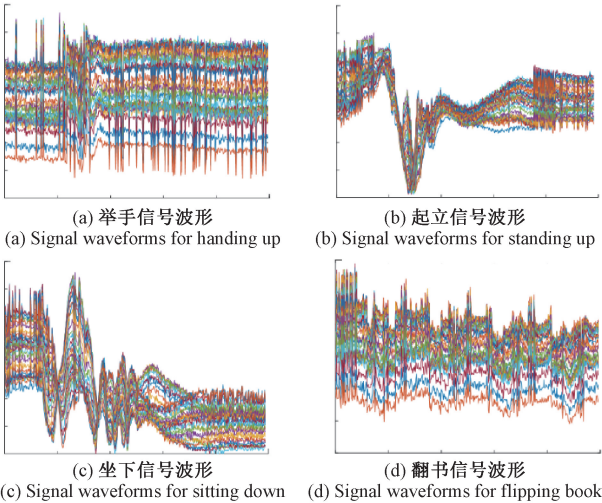 (a) 举手信号波形
(a) Signal waveforms for handing up
(b) 起立信号波形
(b) Signal waveforms for standing up
(c) 坐下信号波形
(c) Signal waveforms for sitting down
(d) 翻书信号波形
(d) Signal waveforms for flipping book